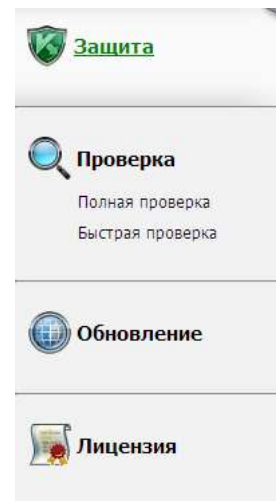 Защита
Проверка
Полная проверка
Быстрая проверка
Обновление
Лицензия